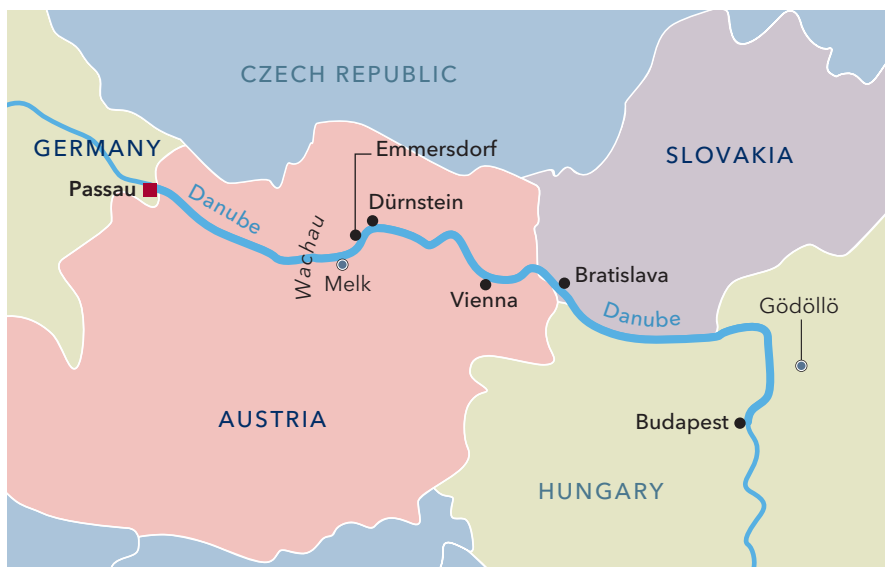 CZECH REPUBLIC
GERMANY
Emmersdorf
SLOVAKIA
Passau
Danube
Dürnstein
Wachau
Melk
Vienna
Bratislava
Danube
Gödöllö
AUSTRIA
Budapest
HUNGARY